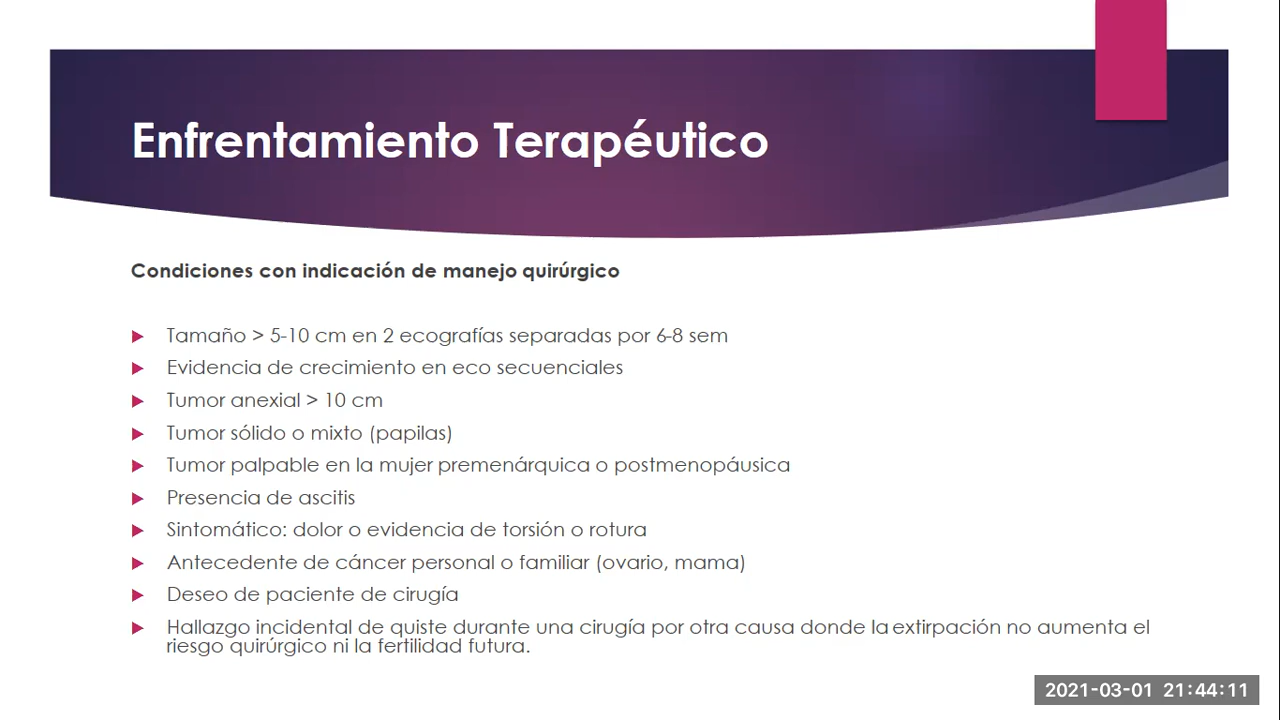 Enfrentamiento Terapéutico
Condiciones con indicación de manejo quirúrgico
Tamaño > 5-10 cm en 2 ecografías separadas por 6-8 sem
Evidencia de crecimiento en eco secuenciales
Tumor anexial > 10 cm
Tumor sólido o mixto (papilas)
Tumor palpable en la mujer premenárquica o postmenopáusica
Presencia de ascitis
Sintomático: dolor o evidencia de torsión o rotura
Antecedente de cáncer personal o familiar (ovario, mama)
Deseo de paciente de cirugía
Hallazgo incidental de quiste durante una cirugía por otra causa donde la extirpación no aumenta el
riesgo quirúrgico ni la fertilidad futura.
2021-03-01 21:44:11